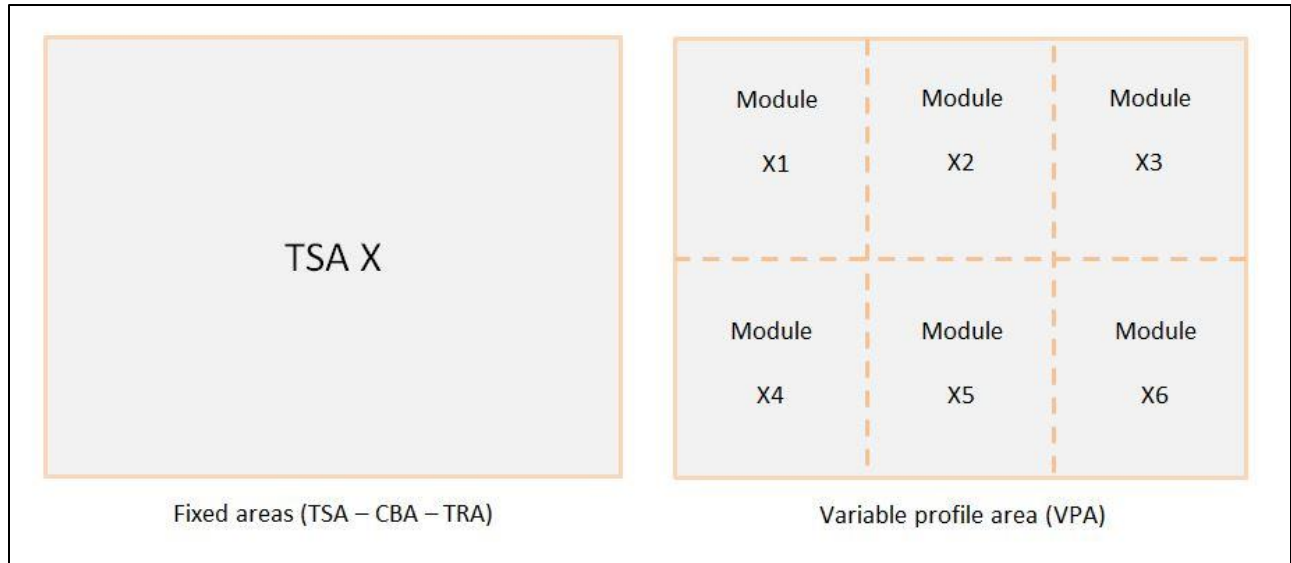 TSA X
Fixed areas (TSA – CBA – TRA)
Module
X1
Module
X2
Module
X3
Module
X4
Module
X5
Module
X6
Variable profile area (VPA)